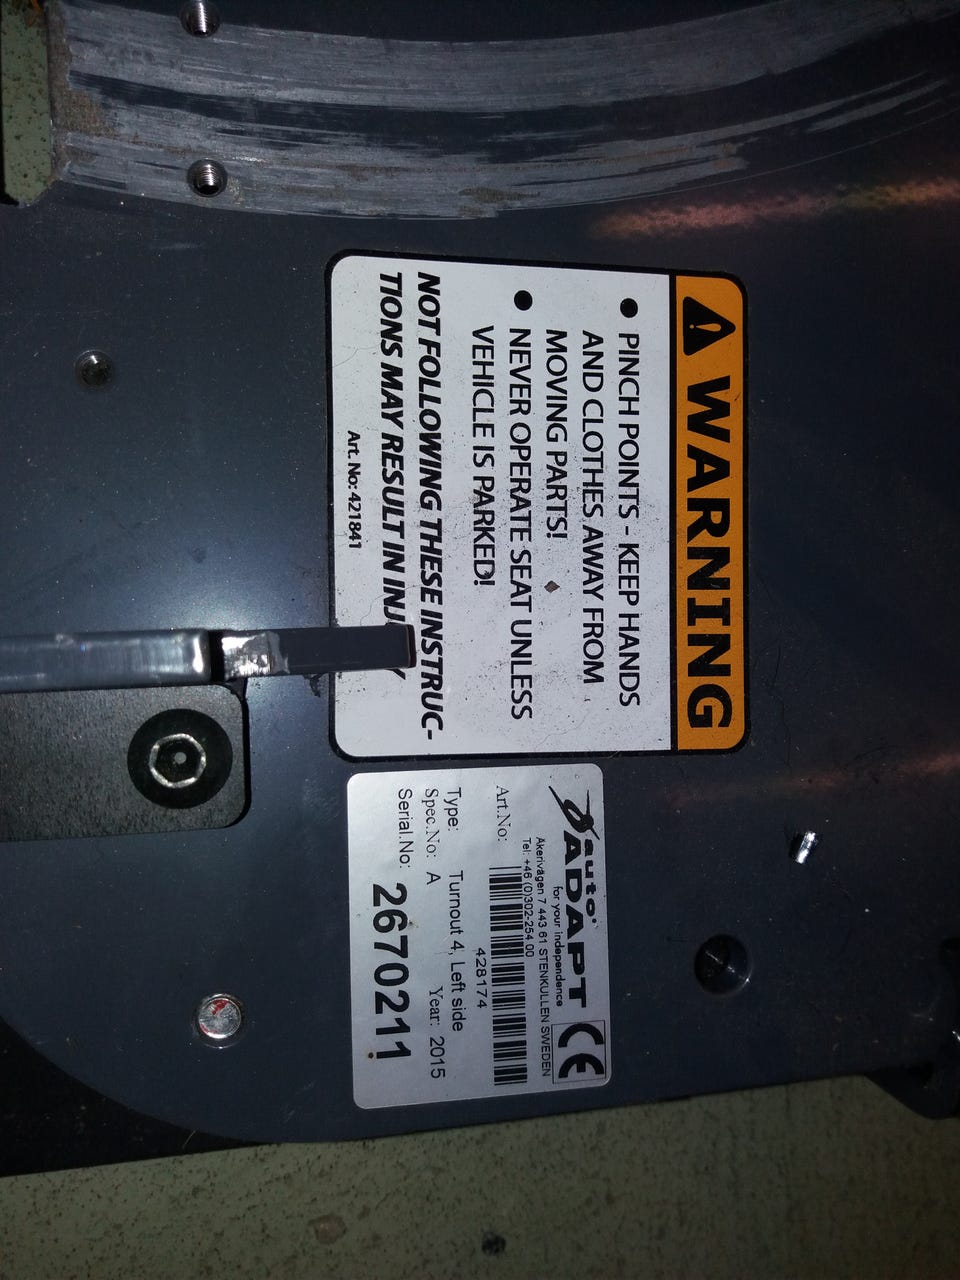 WARNING
PINCH POINTS - KEEP HANDS
AND CLOTHES AWAY FROM
MOVING PARTS!
NEVER OPERATE SEAT UNLESS
VEHICLE IS PARKED!
NOT FOLLOWING THESE INSTRUC-
TIONS MAY RESULT IN INJ Y
Art. No: 421841
auto
ADAPT
for your independence
CE
Åkerivägen 7 443 61 STENKULLEN SWEDEN
Tel: +46 (0)302-254 00
Art.No:
428174
Type: Turnout 4, Left side
Spec.No: A Year: 2015
Serial.No: 2670211